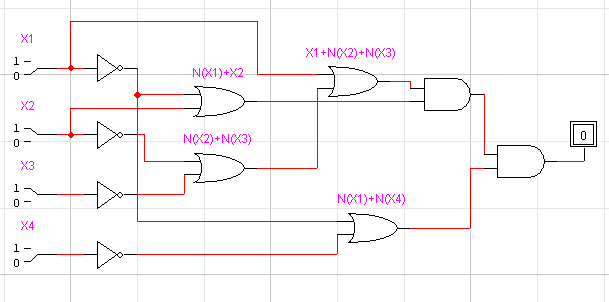 X1
X1+N(X2)+N(X3)
1
0
N(X1)+X2
X2
1
0
N(X2)+N(X3)
0
X3
1
0
N(X1)+N(X4)
X4
1
0